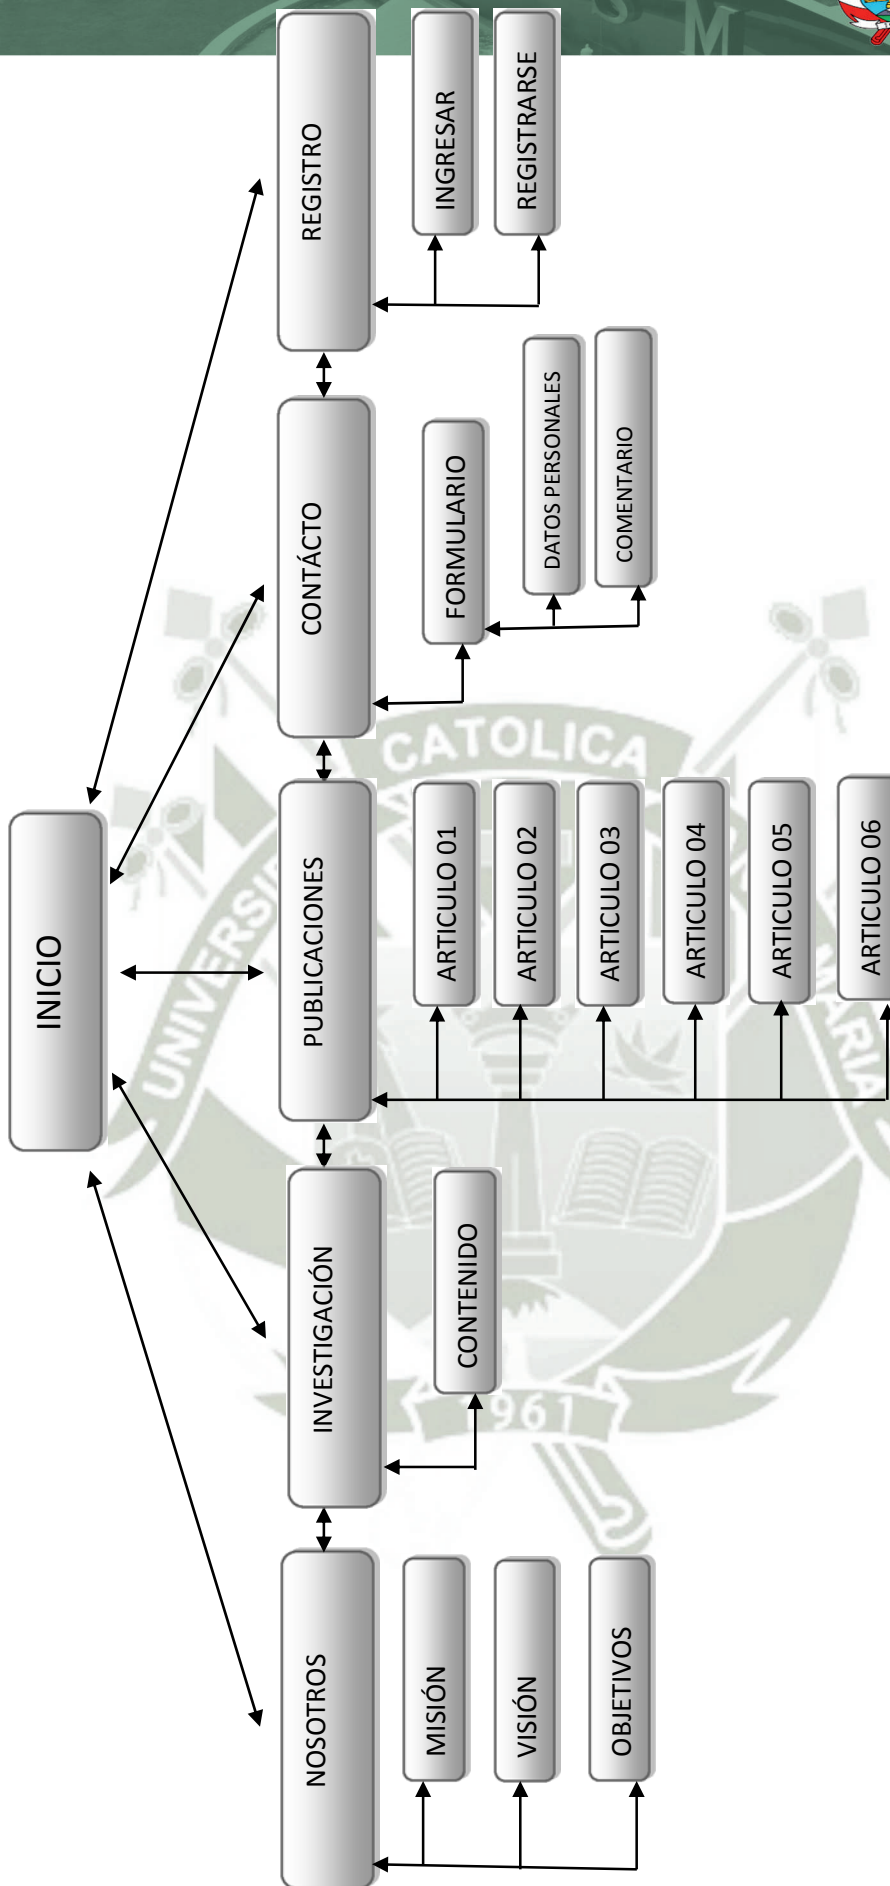 INICIO
NOSOTROS
INVESTIGACIÓN
PUBLICACIONES
CONTÁCTO
REGISTRO
MISIÓN
VISIÓN
OBJETIVOS
CONTENIDO
ARTICULO 01
ARTICULO 02
ARTICULO 03
ARTICULO 04
ARTICULO 05
ARTICULO 06
FORMULARIO
DATOS PERSONALES
COMENTARIO
INGRESAR
REGISTRARSE
CATOLICA
1961